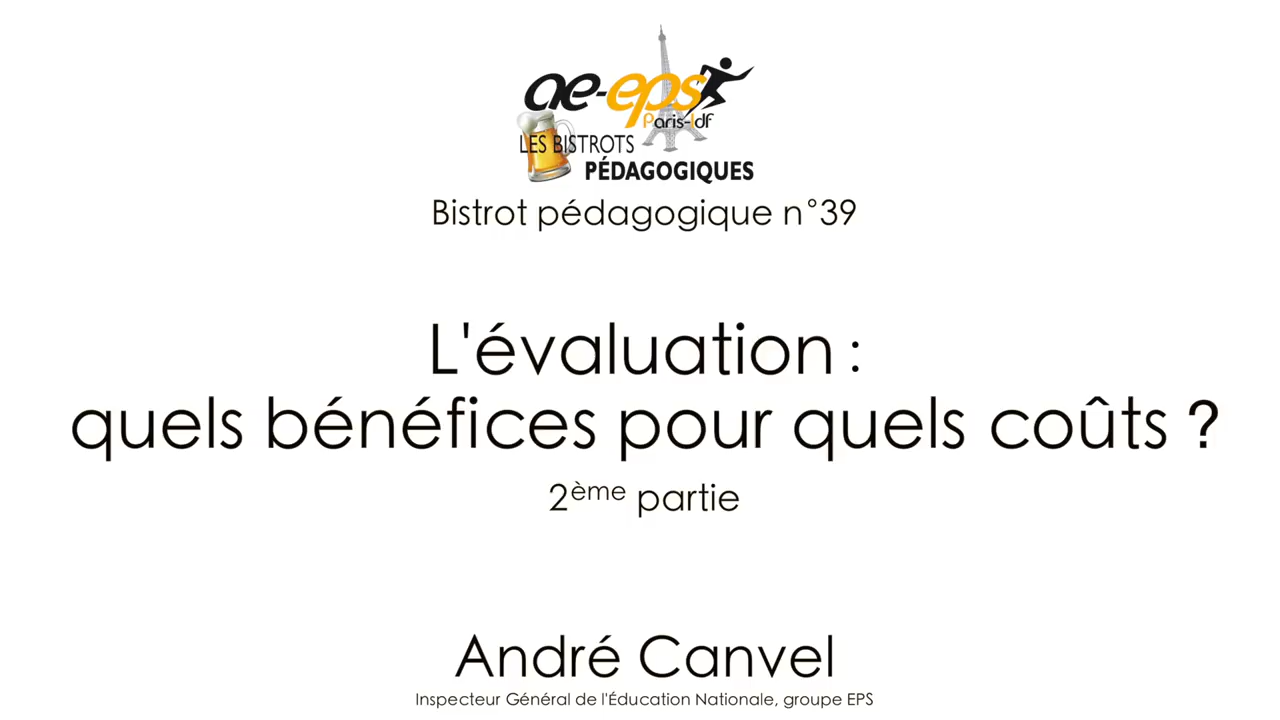 ae-eps
Paris-Idf
LES BISTROTS
PÉDAGOGIQUES
Bistrot pédagogique n°39
L'évaluation :
quels bénéfices pour quels coûts ?
2ème partie
André Canvel
Inspecteur Général de l'Éducation Nationale, groupe EPS